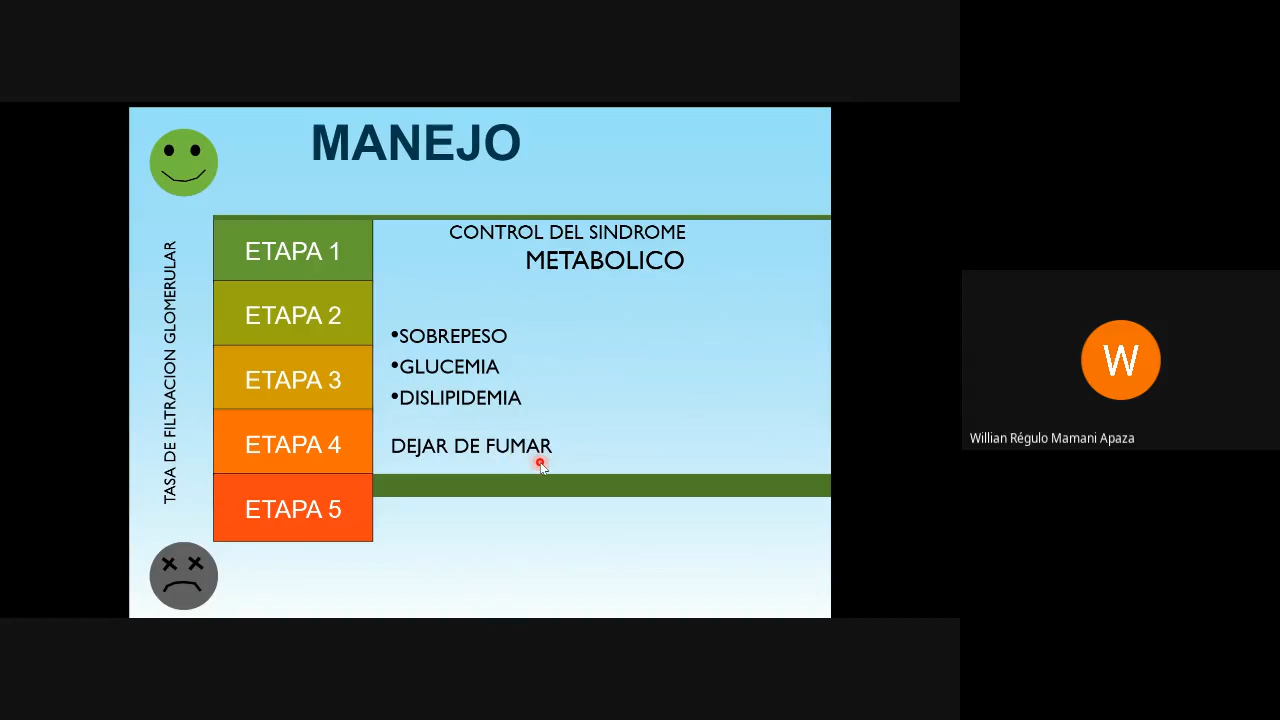 MANEJO
TASA DE FILTRACION GLOMERULAR
ETAPA 1
ETAPA 2
ETAPA 3
ETAPA 4
ETAPA 5
CONTROL DEL SINDROME
METABOLICO
•SOBREPESO
•GLUCEMIA
•DISLIPIDEMIA
DEJAR DE FUMAR
W
Willian Régulo Mamani Apaza